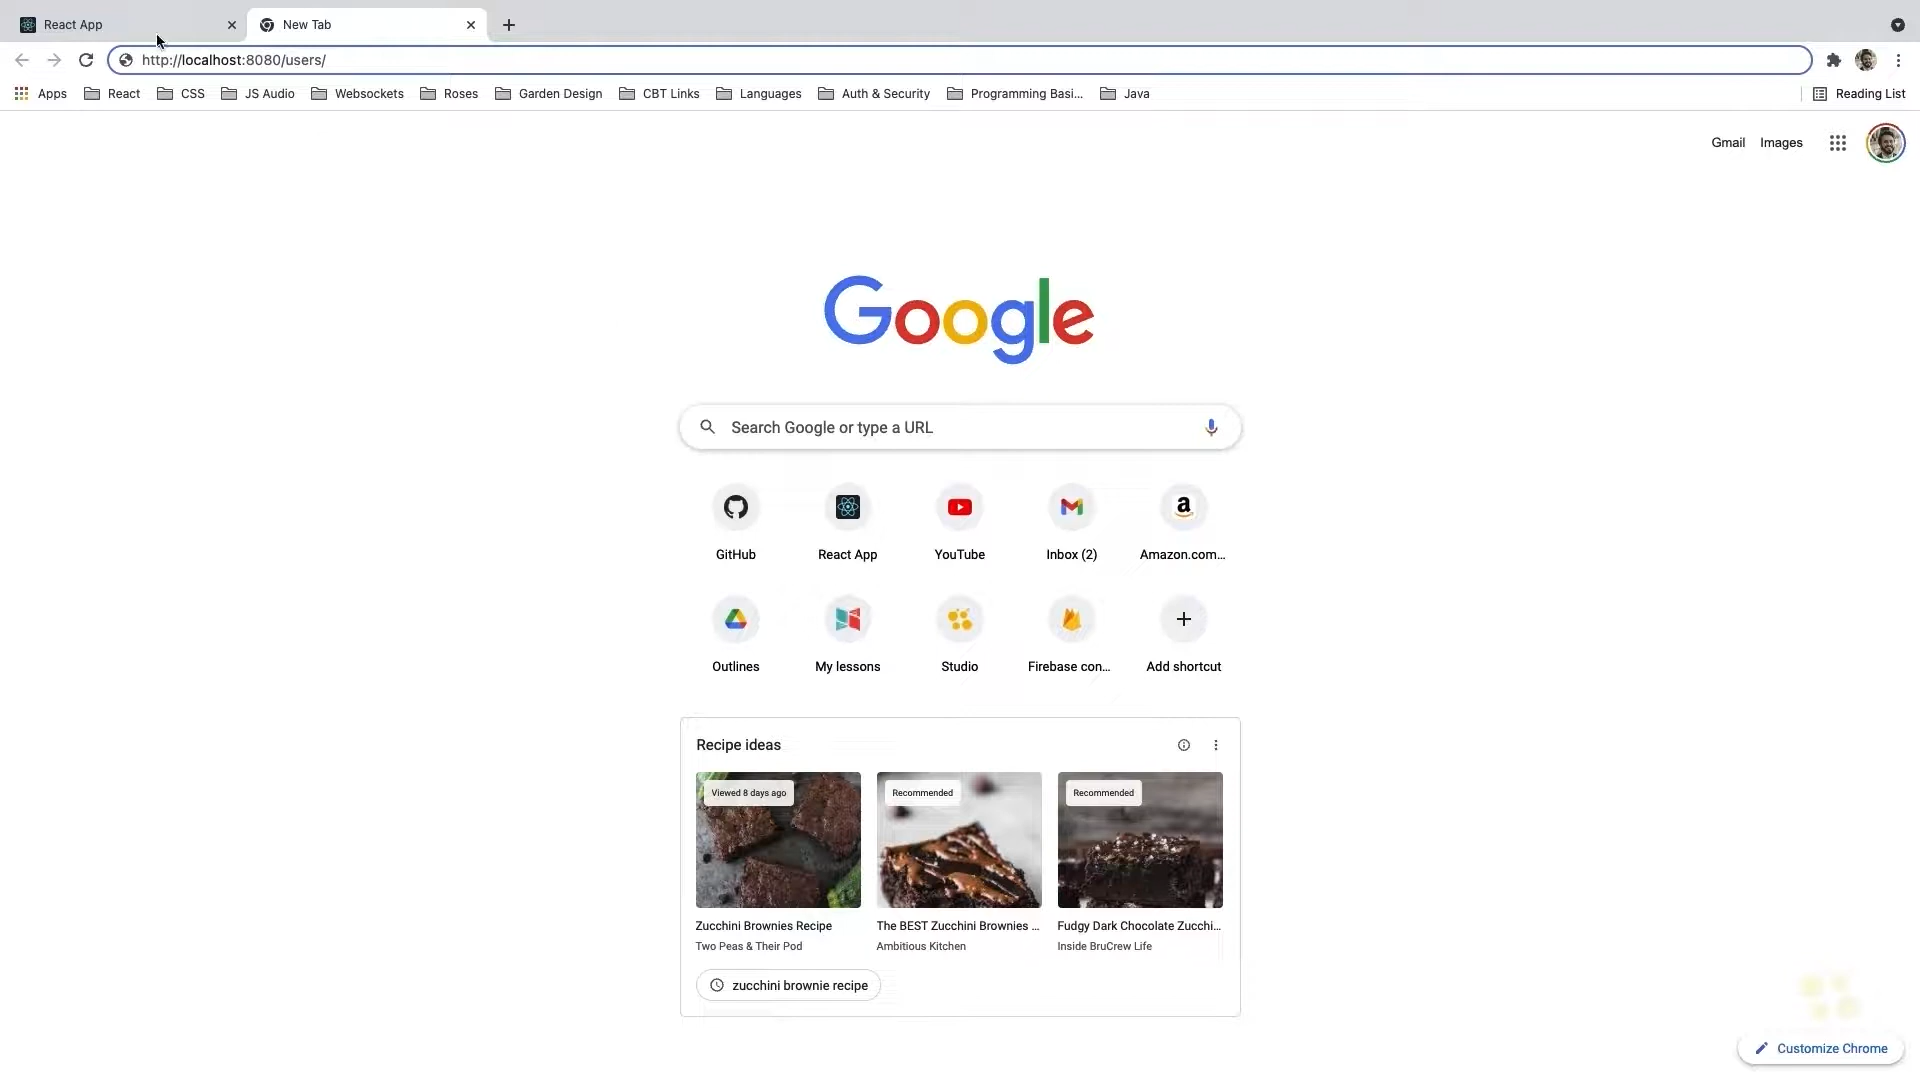 React App
New Tab
http://localhost:8080/users/
Apps React CSS JS Audio Websockets Roses Garden Design CBT Links Languages Auth & Security Programming Basi... Java Reading List
Gmail Images
Google
Search Google or type a URL
GitHub React App YouTube Inbox (2) Amazon.com...
Outlines My lessons Studio Firebase con... Add shortcut
Recipe ideas
Viewed 8 days ago Recommended Recommended
Zucchini Brownies Recipe The BEST Zucchini Brownies ... Fudgy Dark Chocolate Zucchi...
Two Peas & Their Pod Ambitious Kitchen Inside BruCrew Life
zucchini brownie recipe
Customize Chrome